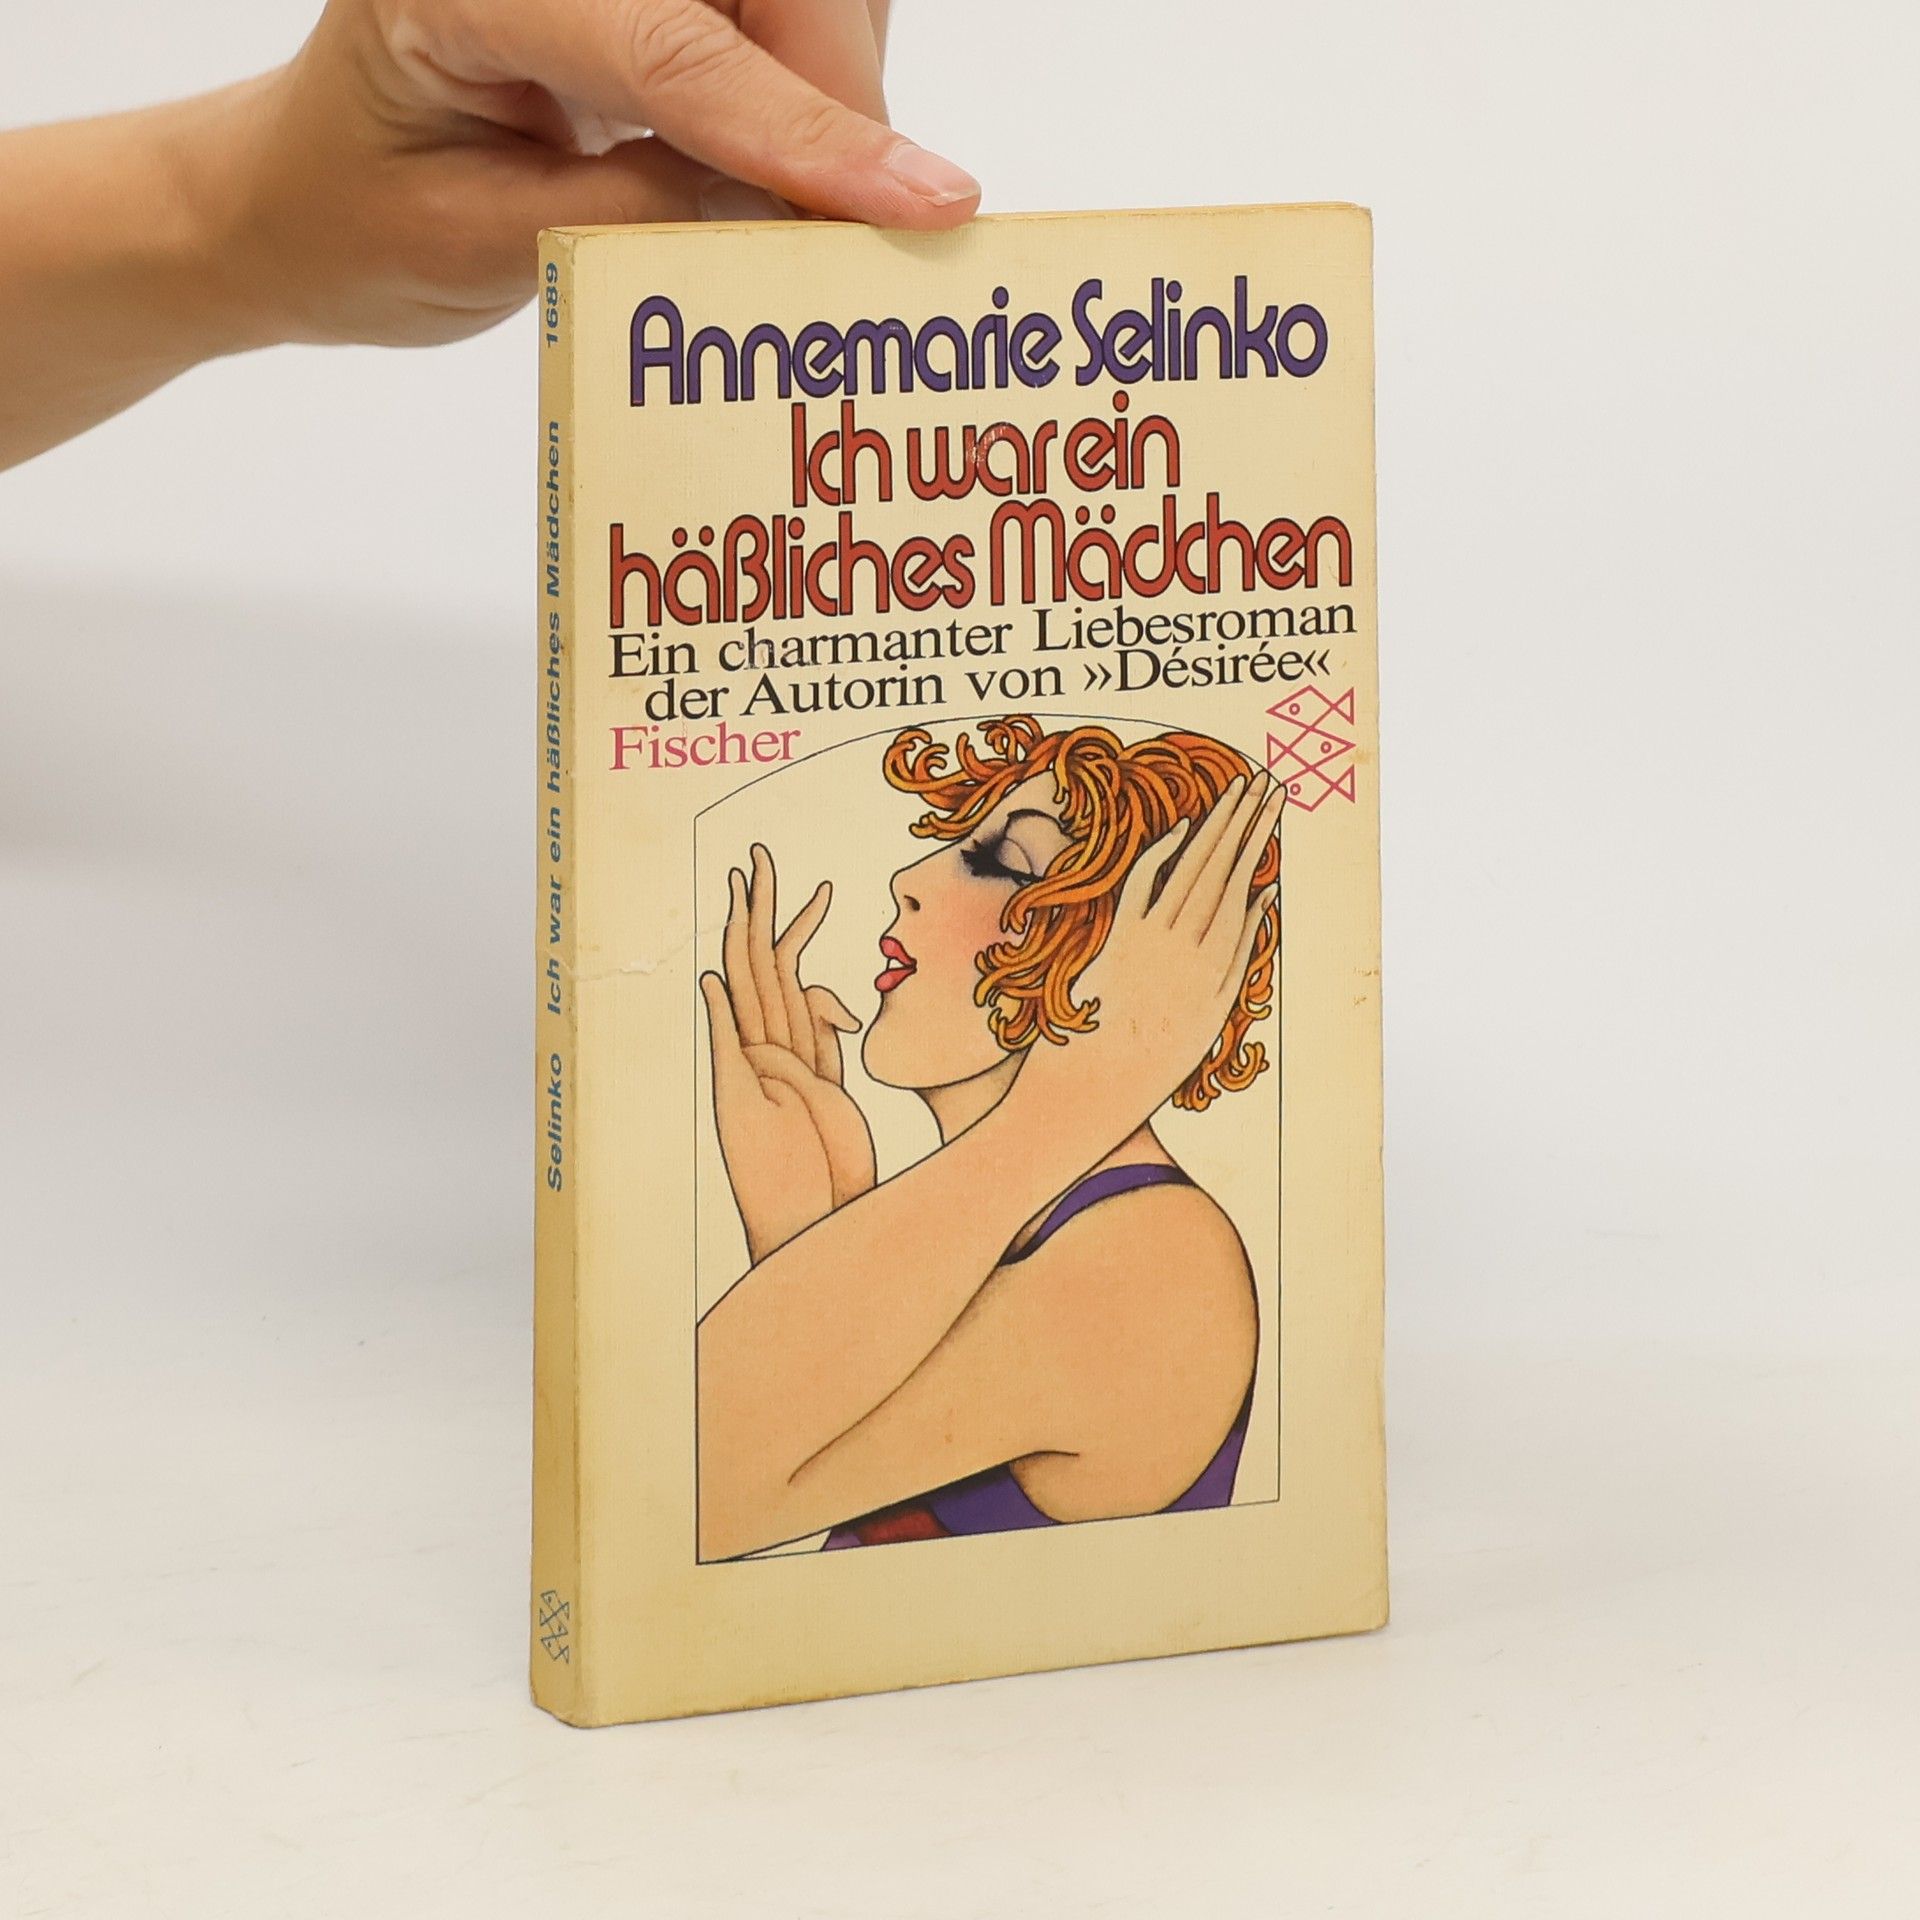 Annemarie Selinko
Ich war ein
häßliches Mädchen
Ein charmanter Liebesroman
der Autorin von »Désirée«
Fischer
Selinko Ich war ein häßliches Mädchen 1689